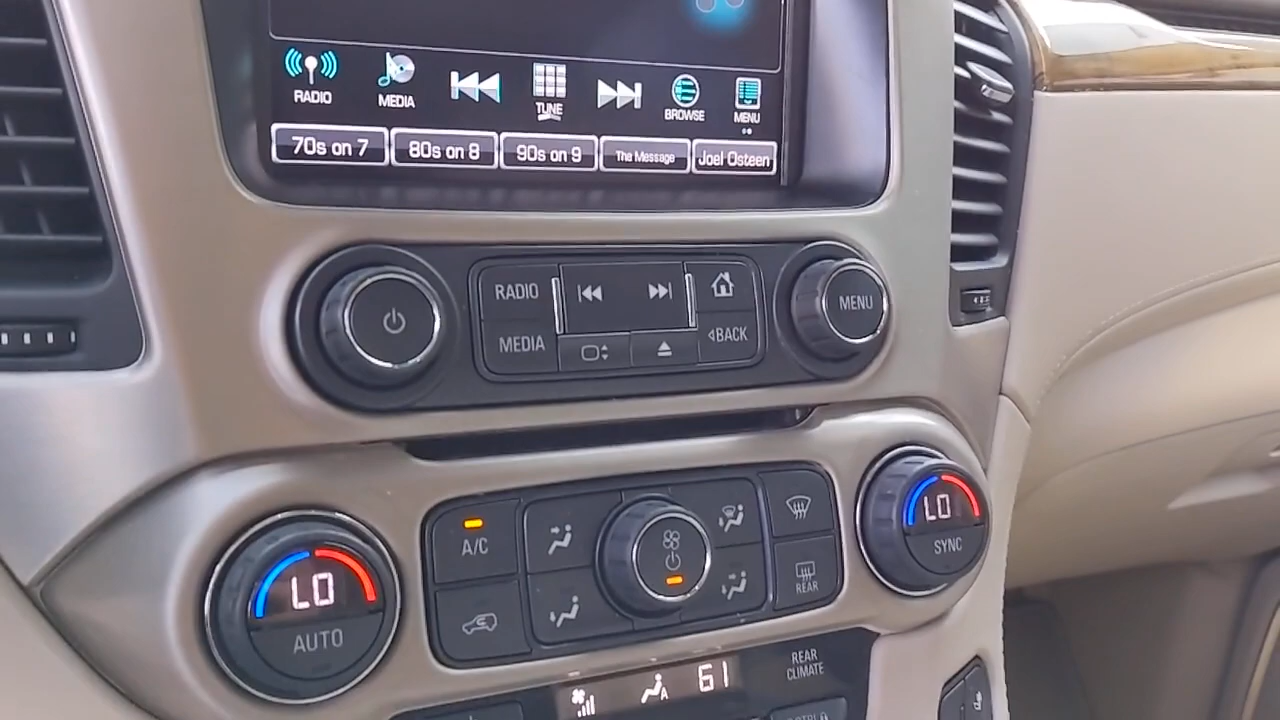 RADIO MEDIA TUNE BROWSE MENU
70s on 7 80s on 8 90s on 9 The Message Joel Osteen
RADIO MENU
MEDIA BACK
LO SYNC
A/C
REAR
LO AUTO
61
A
REAR
CLIMATE